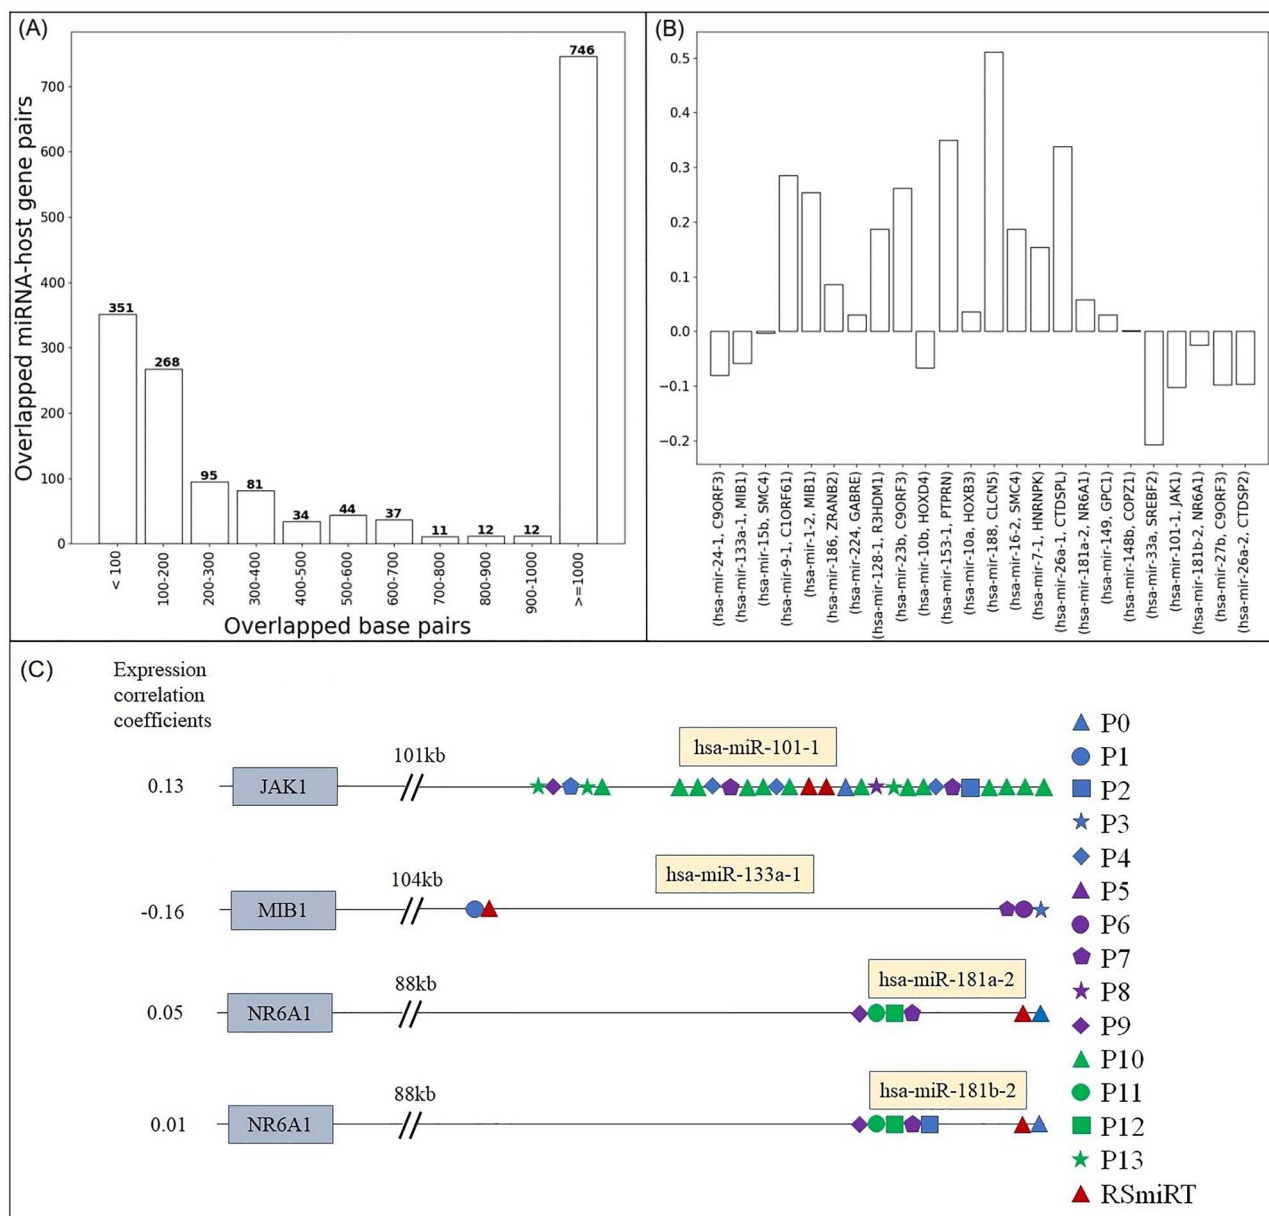 (A)
Overlapped miRNA-host gene pairs
700
600
500
400
300
200
100
0
351
268
95
81
34
44
37
11
12
12
746
< 100
100-200
200-300
300-400
400-500
500-600
600-700
700-800
800-900
900-1000
>=1000
Overlapped base pairs
(B)
0.5
0.4
0.3
0.2
0.1
0.0
−0.1
−0.2
(hsa-mir-24-1, C9ORF3)
(hsa-mir-133a-1, MIB1)
(hsa-mir-15b, SMC4)
(hsa-mir-9-1, C1ORF61)
(hsa-mir-1-2, MIB1)
(hsa-mir-186, ZRANB2)
(hsa-mir-224, GABRE)
(hsa-mir-128-1, R3HDM1)
(hsa-mir-23b, C9ORF3)
(hsa-mir-10b, HOXD4)
(hsa-mir-153-1, PTPRN)
(hsa-mir-10a, HOXB3)
(hsa-mir-188, CLCN5)
(hsa-mir-16-2, SMC4)
(hsa-mir-7-1, HNRNPK)
(hsa-mir-26a-1, CTDSPL)
(hsa-mir-181a-2, NR6A1)
(hsa-mir-149, GPC1)
(hsa-mir-148b, COPZ1)
(hsa-mir-33a, SREBF2)
(hsa-mir-101-1, JAK1)
(hsa-mir-181b-2, NR6A1)
(hsa-mir-27b, C9ORF3)
(hsa-mir-26a-2, CTDSP2)
(C)
Expression
correlation
coefficients
0.13
JAK1
101kb
hsa-miR-101-1
-0.16
MIB1
104kb
hsa-miR-133a-1
0.05
NR6A1
88kb
hsa-miR-181a-2
0.01
NR6A1
88kb
hsa-miR-181b-2
P0
P1
P2
P3
P4
P5
P6
P7
P8
P9
P10
P11
P12
P13
RSmiRT